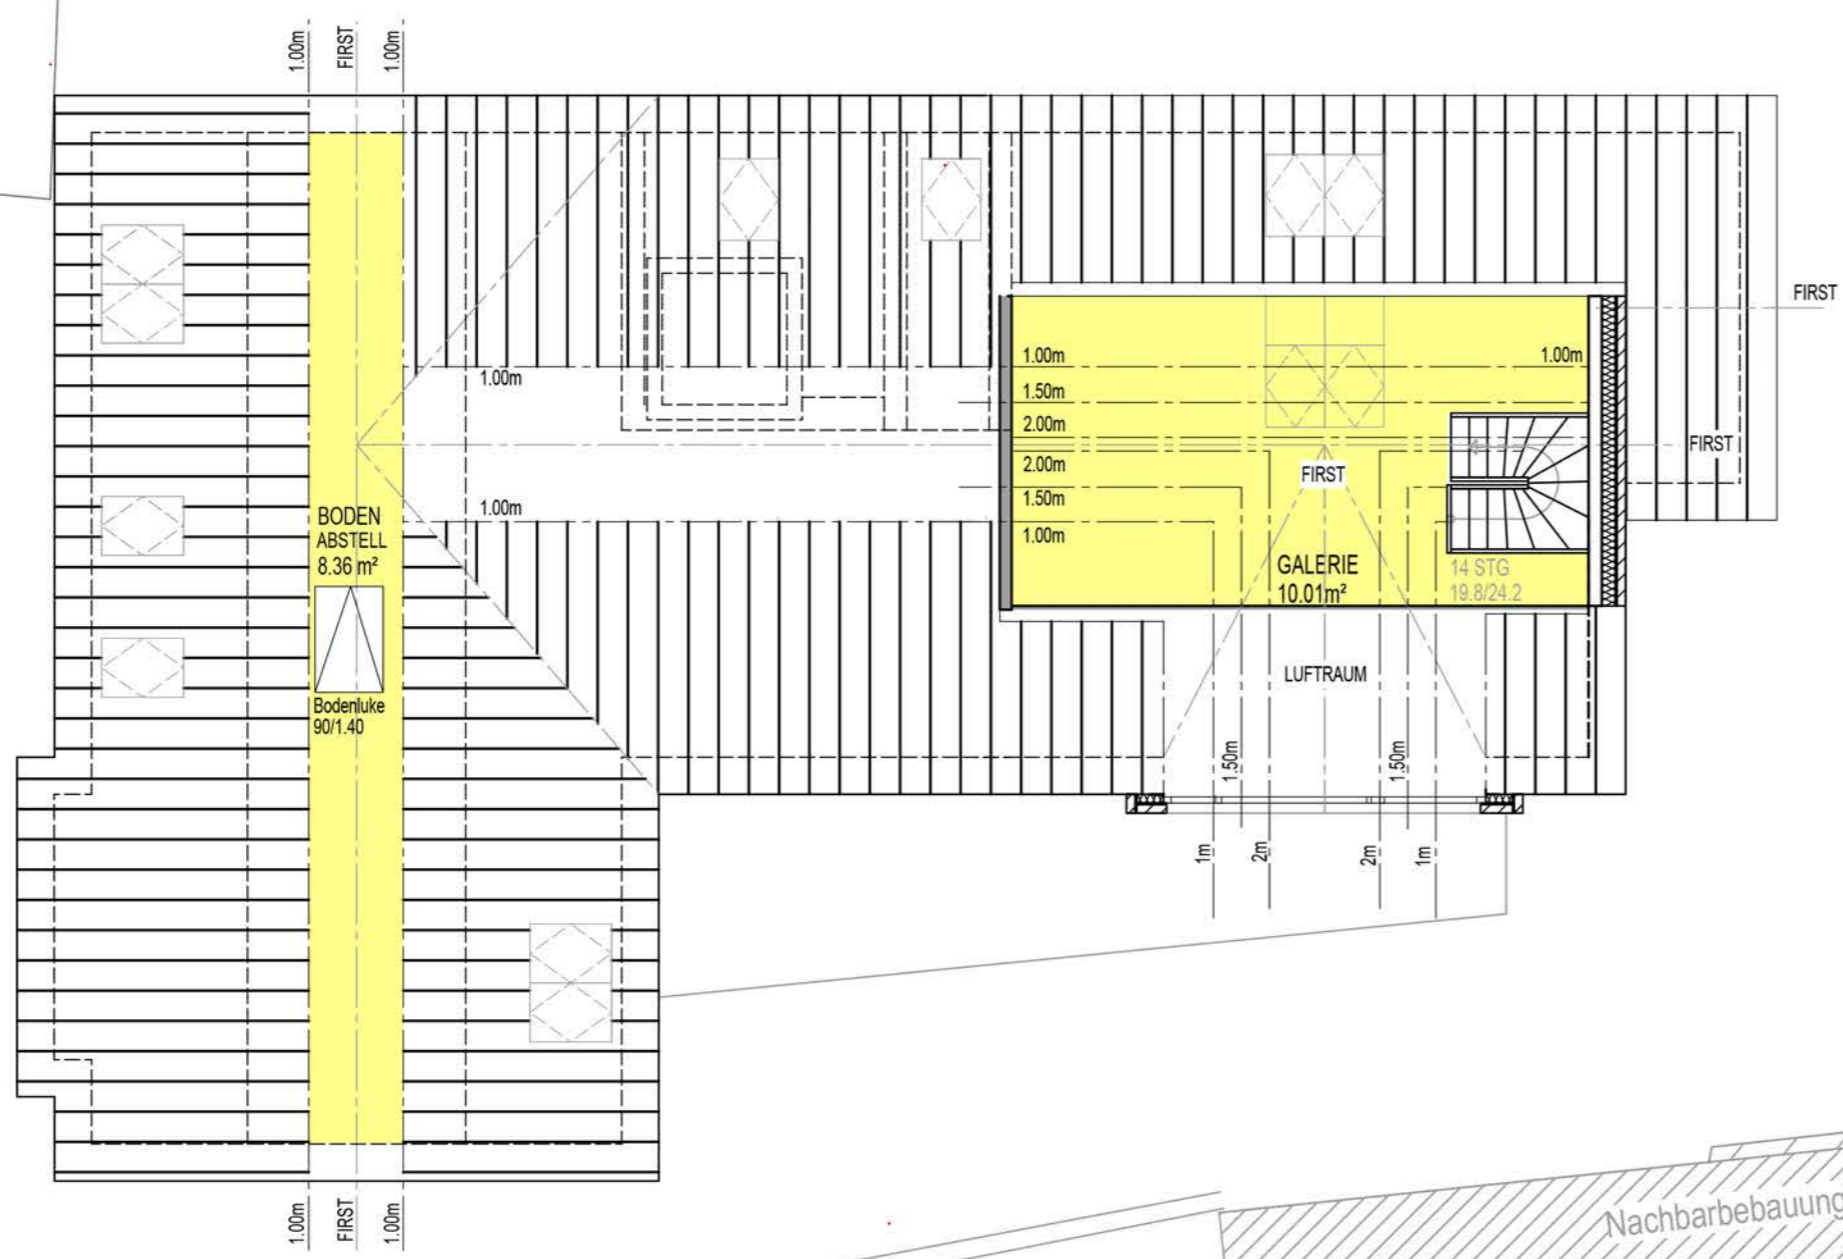 1.00m
FIRST
1.00m
FIRST
1.00m
1.00m
1.00m
1.50m
2.00m
FIRST
2.00m
FIRST
1.50m
1.00m
1.00m
BODEN
ABSTELL
8.36 m²
GALERIE
10.01m²
14 STG
19.8/24.2
Bodenluke
90/1.40
LUFTRAUM
1.50m
1.50m
1m
2m
2m
1m
1.00m
FIRST
1.00m
Nachbarbebauung